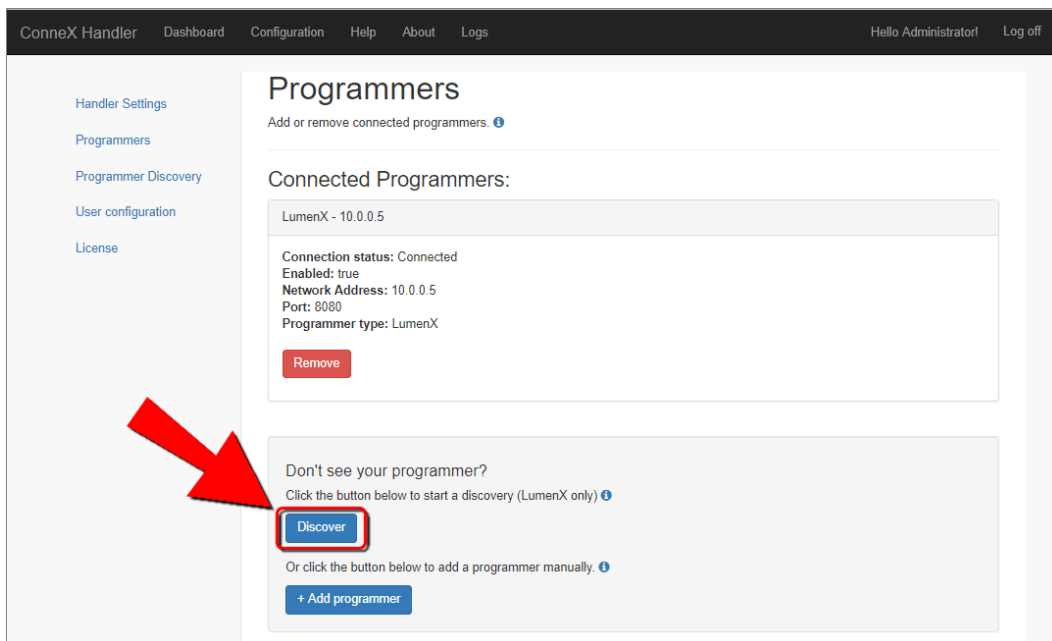 ConneX Handler Dashboard Configuration Help About Logs Hello Administrator! Log off
Handler Settings
Programmers
Programmer Discovery
User configuration
License
Programmers
Add or remove connected programmers.
Connected Programmers:
LumenX - 10.0.0.5
Connection status: Connected
Enabled: true
Network Address: 10.0.0.5
Port: 8080
Programmer type: LumenX
Remove
Don't see your programmer?
Click the button below to start a discovery (LumenX only)
Discover
Or click the button below to add a programmer manually.
+ Add programmer